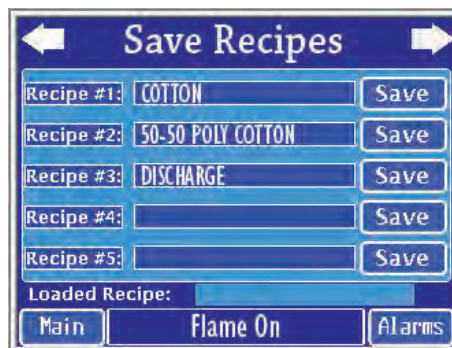 Save Recipes
Recipe #1: COTTON Save
Recipe #2: 50-50 POLY COTTON Save
Recipe #3: DISCHARGE Save
Recipe #4: Save
Recipe #5: Save
Loaded Recipe:
Main Flame On Alarms